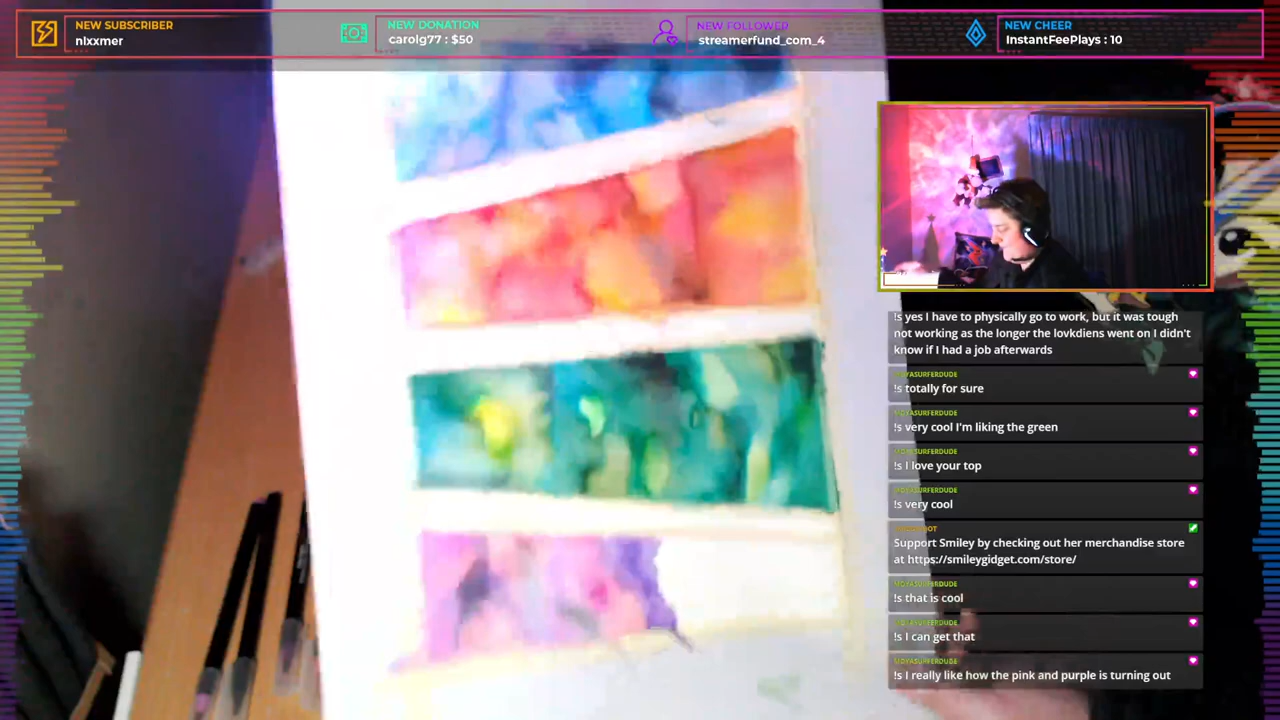 NEW SUBSCRIBER
nlxxmer
NEW DONATION
carolg77 : $50
NEW FOLLOWER
streamerfund_com_4
NEW CHEER
InstantFeePlays : 10
!s yes I have to physically go to work, but it was tough
not working as the longer the lovkdiens went on I didn't
know if I had a job afterwards
!s totally for sure
!s very cool I'm liking the green
!s I love your top
!s very cool
Support Smiley by checking out her merchandise store
at https://smileygidget.com/store/
!s that is cool
!s I can get that
!s I really like how the pink and purple is turning out